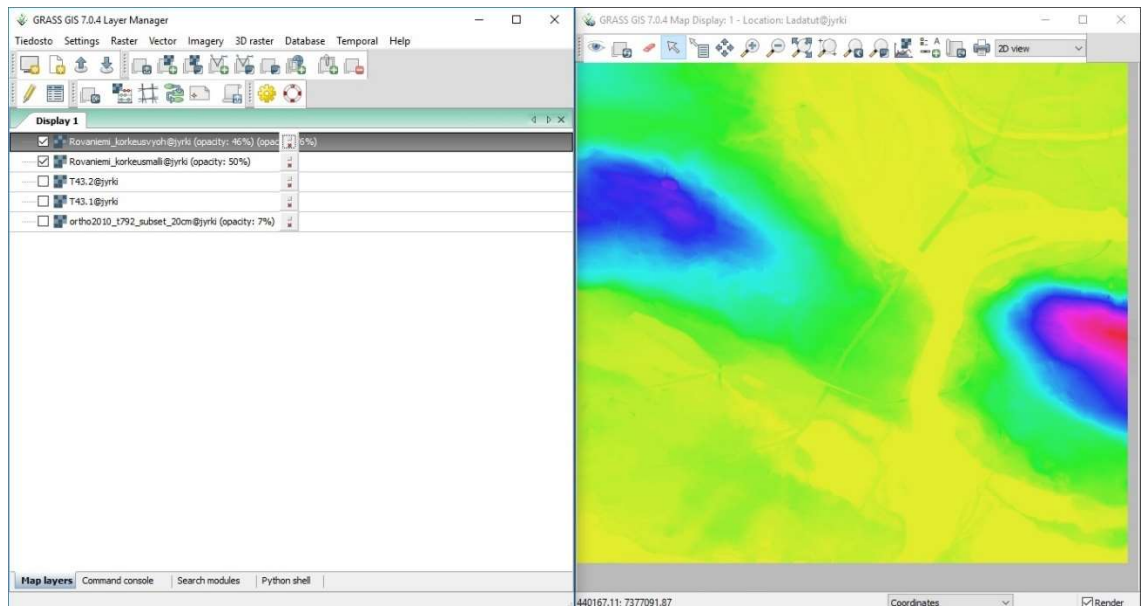 GRASS GIS 7.0.4 Layer Manager
Tiedosto Settings Raster Vector Imagery 3D raster Database Temporal Help
Display 1
Rovaniemi_korkeusvyoh@jyrki (opacity: 46%) (opac 6%)
Rovaniemi_korkeusmalli@jyrki (opacity: 50%)
T43.2@jyrki
T43.1@jyrki
ortho2010_t792_subset_20cm@jyrki (opacity: 7%)
Map layers Command console Search modules Python shell
GRASS GIS 7.0.4 Map Display: 1 - Location: Ladatut@jyrki
2D view
440167.11; 7377091.87 Coordinates Render